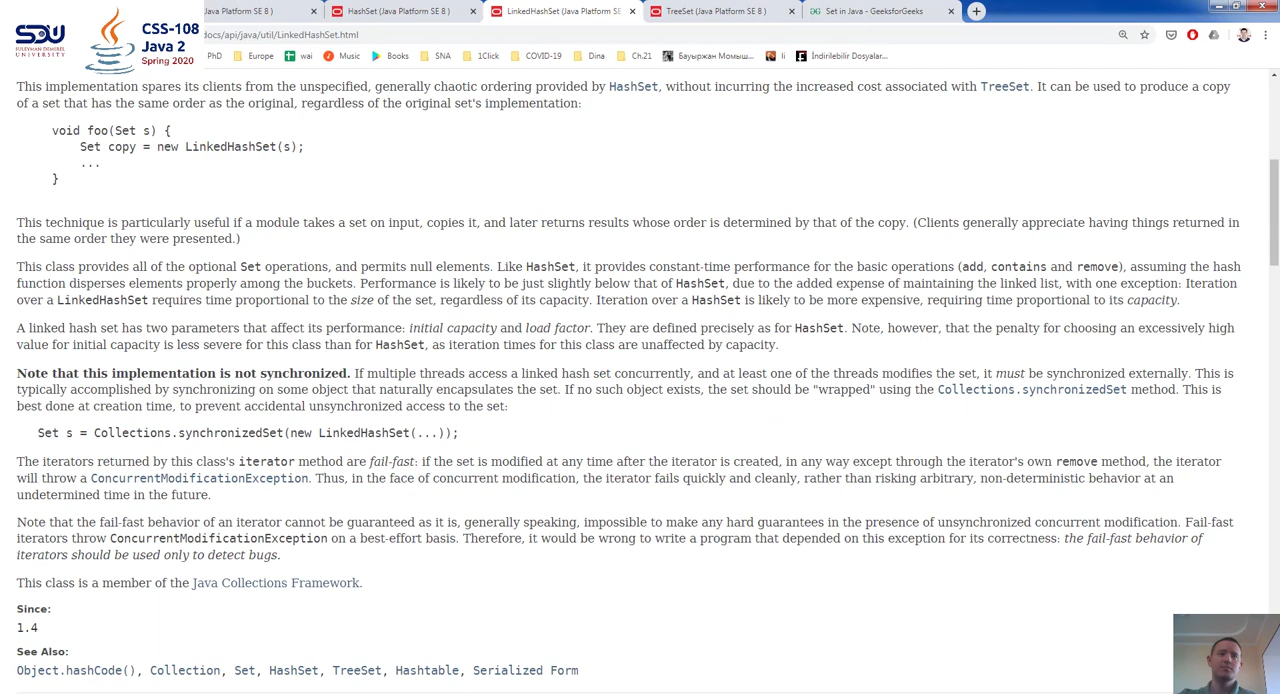 SDU
SULEYMAN DEMIREL
UNIVERSITY
Java
CSS-108
Java 2
Spring 2020
Java Platform SE 8 )
HashSet (Java Platform SE 8 )
LinkedHashSet (Java Platform SE
TreeSet (Java Platform SE 8 )
Set in Java - GeeksforGeeks
docs/api/java/util/LinkedHashSet.html
PhD Europe wai Music Books SNA 1Click COVID-19 Dina Ch.21 Бауыржан Момыш... li İndirilebilir Dosyalar...
This implementation spares its clients from the unspecified, generally chaotic ordering provided by HashSet, without incurring the increased cost associated with TreeSet. It can be used to produce a copy
of a set that has the same order as the original, regardless of the original set's implementation:
void foo(Set s) {
Set copy = new LinkedHashSet(s);
...
}
This technique is particularly useful if a module takes a set on input, copies it, and later returns results whose order is determined by that of the copy. (Clients generally appreciate having things returned in
the same order they were presented.)
This class provides all of the optional Set operations, and permits null elements. Like HashSet, it provides constant-time performance for the basic operations (add, contains and remove), assuming the hash
function disperses elements properly among the buckets. Performance is likely to be just slightly below that of HashSet, due to the added expense of maintaining the linked list, with one exception: Iteration
over a LinkedHashSet requires time proportional to the size of the set, regardless of its capacity. Iteration over a HashSet is likely to be more expensive, requiring time proportional to its capacity.
A linked hash set has two parameters that affect its performance: initial capacity and load factor. They are defined precisely as for HashSet. Note, however, that the penalty for choosing an excessively high
value for initial capacity is less severe for this class than for HashSet, as iteration times for this class are unaffected by capacity.
Note that this implementation is not synchronized. If multiple threads access a linked hash set concurrently, and at least one of the threads modifies the set, it must be synchronized externally. This is
typically accomplished by synchronizing on some object that naturally encapsulates the set. If no such object exists, the set should be "wrapped" using the Collections.synchronizedSet method. This is
best done at creation time, to prevent accidental unsynchronized access to the set:
Set s = Collections.synchronizedSet(new LinkedHashSet(...));
The iterators returned by this class's iterator method are fail-fast: if the set is modified at any time after the iterator is created, in any way except through the iterator's own remove method, the iterator
will throw a ConcurrentModificationException. Thus, in the face of concurrent modification, the iterator fails quickly and cleanly, rather than risking arbitrary, non-deterministic behavior at an
undetermined time in the future.
Note that the fail-fast behavior of an iterator cannot be guaranteed as it is, generally speaking, impossible to make any hard guarantees in the presence of unsynchronized concurrent modification. Fail-fast
iterators throw ConcurrentModificationException on a best-effort basis. Therefore, it would be wrong to write a program that depended on this exception for its correctness: the fail-fast behavior of
iterators should be used only to detect bugs.
This class is a member of the Java Collections Framework.
Since:
1.4
See Also:
Object.hashCode(), Collection, Set, HashSet, TreeSet, Hashtable, Serialized Form